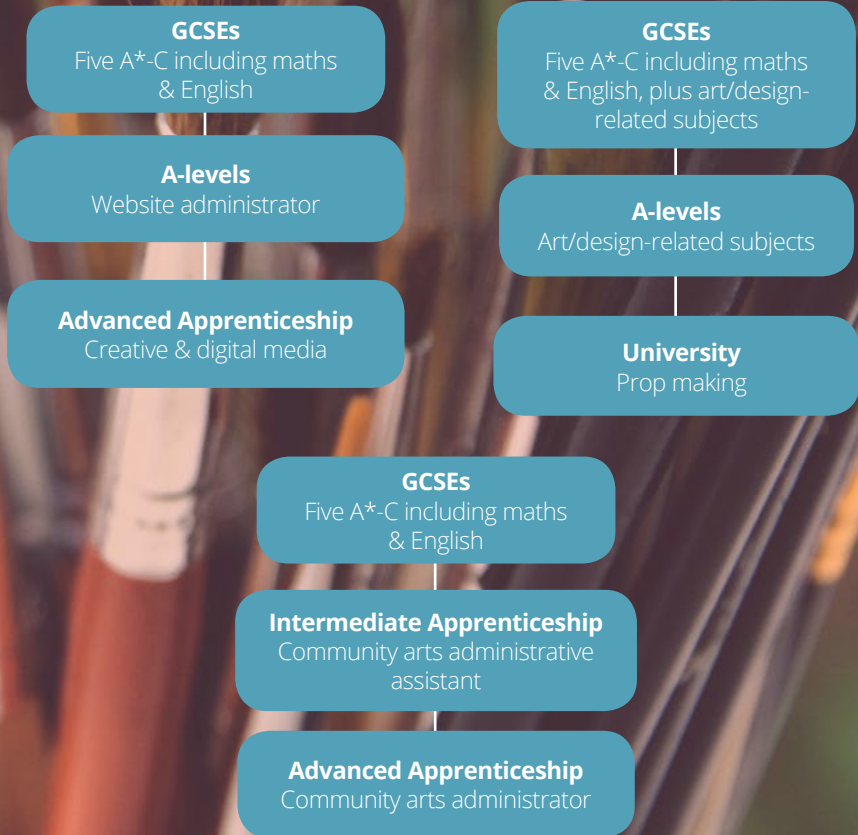 GCSEs
Five A*-C including maths
& English
A-levels
Website administrator
Advanced Apprenticeship
Creative & digital media
GCSEs
Five A*-C including maths
& English, plus art/design-
related subjects
A-levels
Art/design-related subjects
University
Prop making
GCSEs
Five A*-C including maths
& English
Intermediate Apprenticeship
Community arts administrative
assistant
Advanced Apprenticeship
Community arts administrator